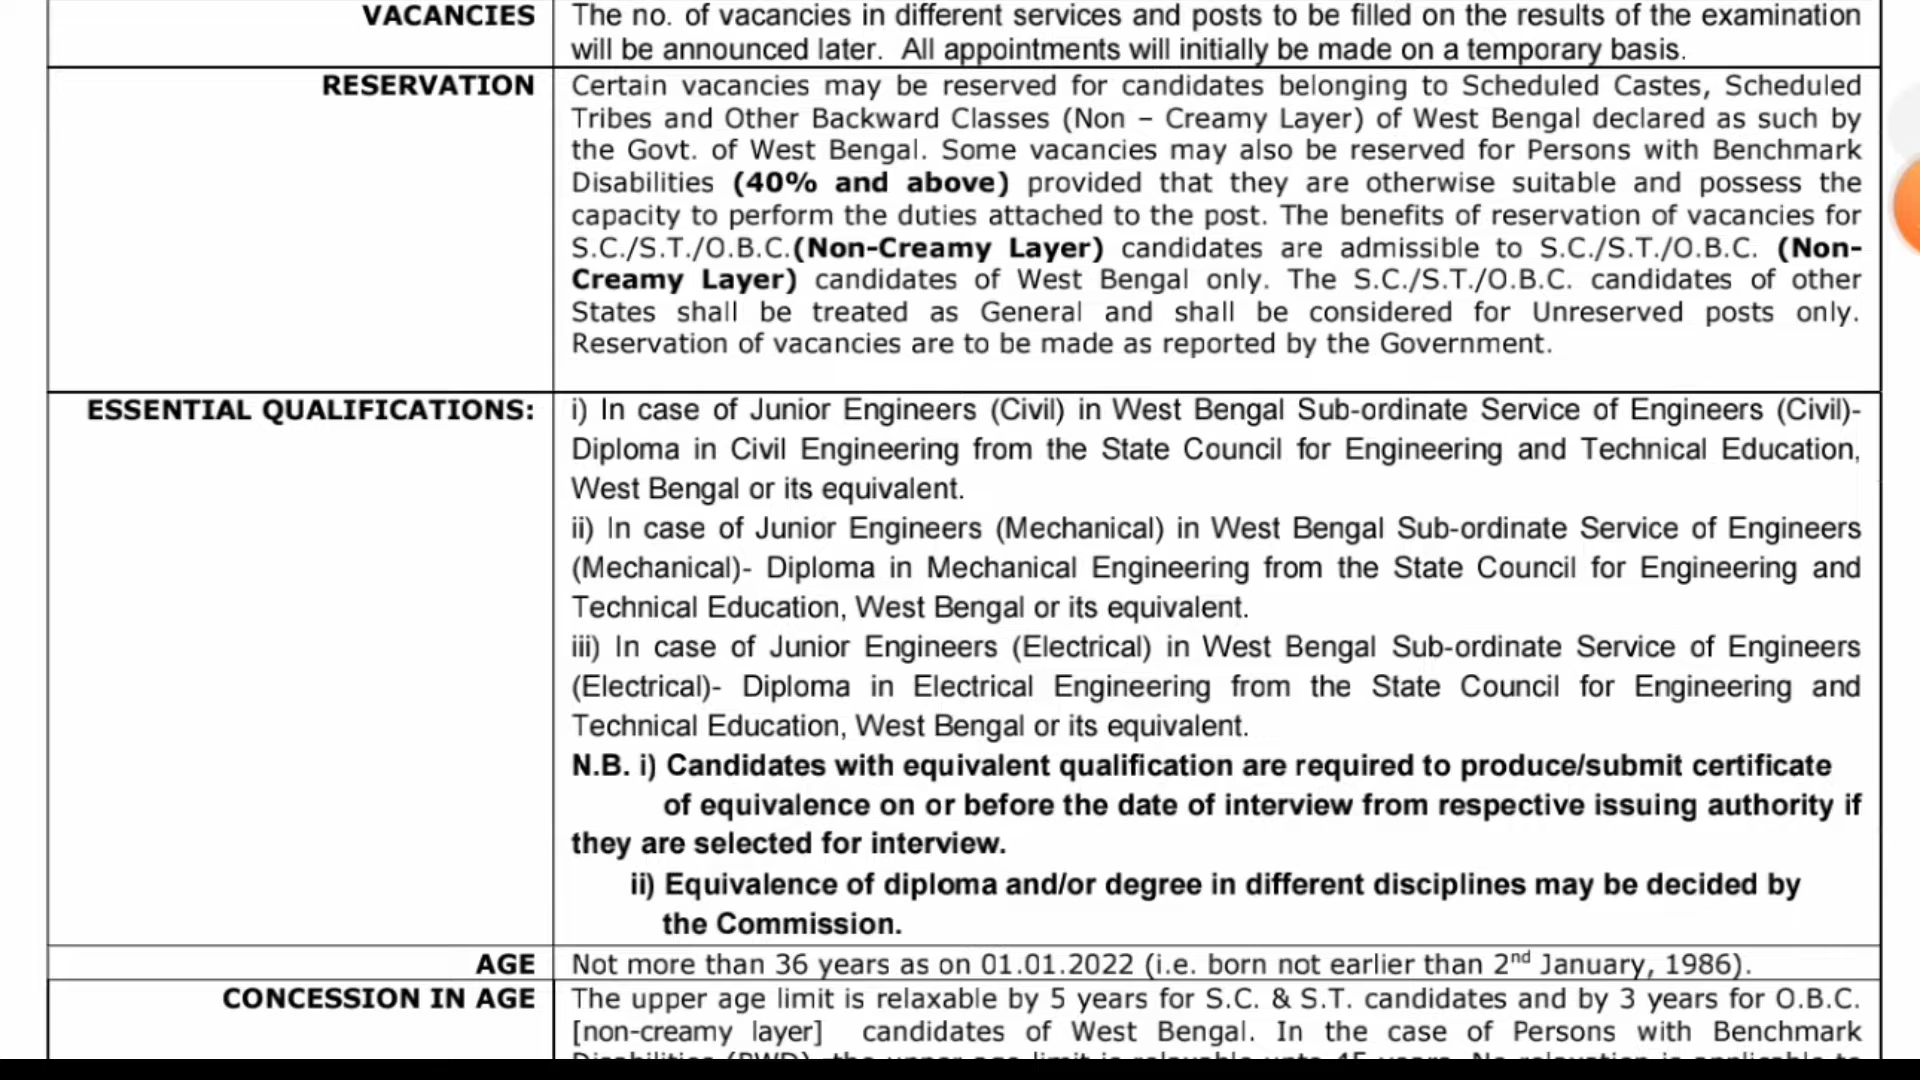 VACANCIES The no. of vacancies in different services and posts to be filled on the results of the examination
will be announced later. All appointments will initially be made on a temporary basis.
RESERVATION Certain vacancies may be reserved for candidates belonging to Scheduled Castes, Scheduled
Tribes and Other Backward Classes (Non – Creamy Layer) of West Bengal declared as such by
the Govt. of West Bengal. Some vacancies may also be reserved for Persons with Benchmark
Disabilities (40% and above) provided that they are otherwise suitable and possess the
capacity to perform the duties attached to the post. The benefits of reservation of vacancies for
S.C./S.T./O.B.C.(Non-Creamy Layer) candidates are admissible to S.C./S.T./O.B.C. (Non-
Creamy Layer) candidates of West Bengal only. The S.C./S.T./O.B.C. candidates of other
States shall be treated as General and shall be considered for Unreserved posts only.
Reservation of vacancies are to be made as reported by the Government.
ESSENTIAL QUALIFICATIONS: i) In case of Junior Engineers (Civil) in West Bengal Sub-ordinate Service of Engineers (Civil)-
Diploma in Civil Engineering from the State Council for Engineering and Technical Education,
West Bengal or its equivalent.
ii) In case of Junior Engineers (Mechanical) in West Bengal Sub-ordinate Service of Engineers
(Mechanical)- Diploma in Mechanical Engineering from the State Council for Engineering and
Technical Education, West Bengal or its equivalent.
iii) In case of Junior Engineers (Electrical) in West Bengal Sub-ordinate Service of Engineers
(Electrical)- Diploma in Electrical Engineering from the State Council for Engineering and
Technical Education, West Bengal or its equivalent.
N.B. i) Candidates with equivalent qualification are required to produce/submit certificate
of equivalence on or before the date of interview from respective issuing authority if
they are selected for interview.
ii) Equivalence of diploma and/or degree in different disciplines may be decided by
the Commission.
AGE Not more than 36 years as on 01.01.2022 (i.e. born not earlier than 2nd January, 1986).
CONCESSION IN AGE The upper age limit is relaxable by 5 years for S.C. & S.T. candidates and by 3 years for O.B.C.
[non-creamy layer] candidates of West Bengal. In the case of Persons with Benchmark